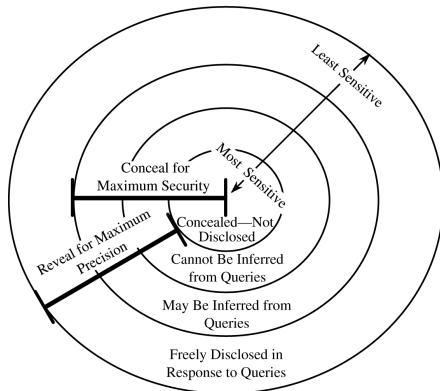 Least Sensitive
Most Sensitive
Conceal for
Maximum Security
Concealed—Not
Disclosed
Reveal for Maximum
Precision
Cannot Be Inferred
from Queries
May Be Inferred from
Queries
Freely Disclosed in
Response to Queries